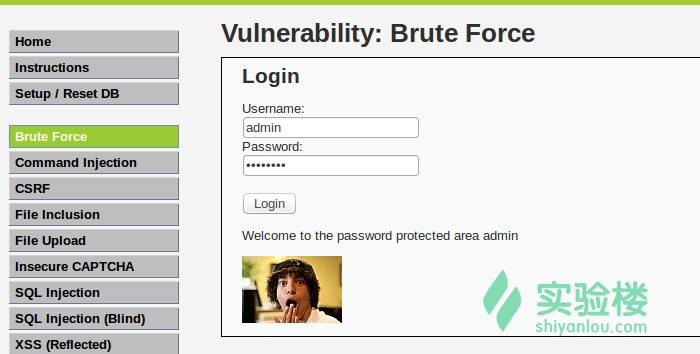 Home
Instructions
Setup / Reset DB
Brute Force
Command Injection
CSRF
File Inclusion
File Upload
Insecure CAPTCHA
SQL Injection
SQL Injection (Blind)
XSS (Reflected)
Vulnerability: Brute Force
Login
Username:
admin
Password:
••••••••
Login
Welcome to the password protected area admin
实验楼
shiyanlou.com